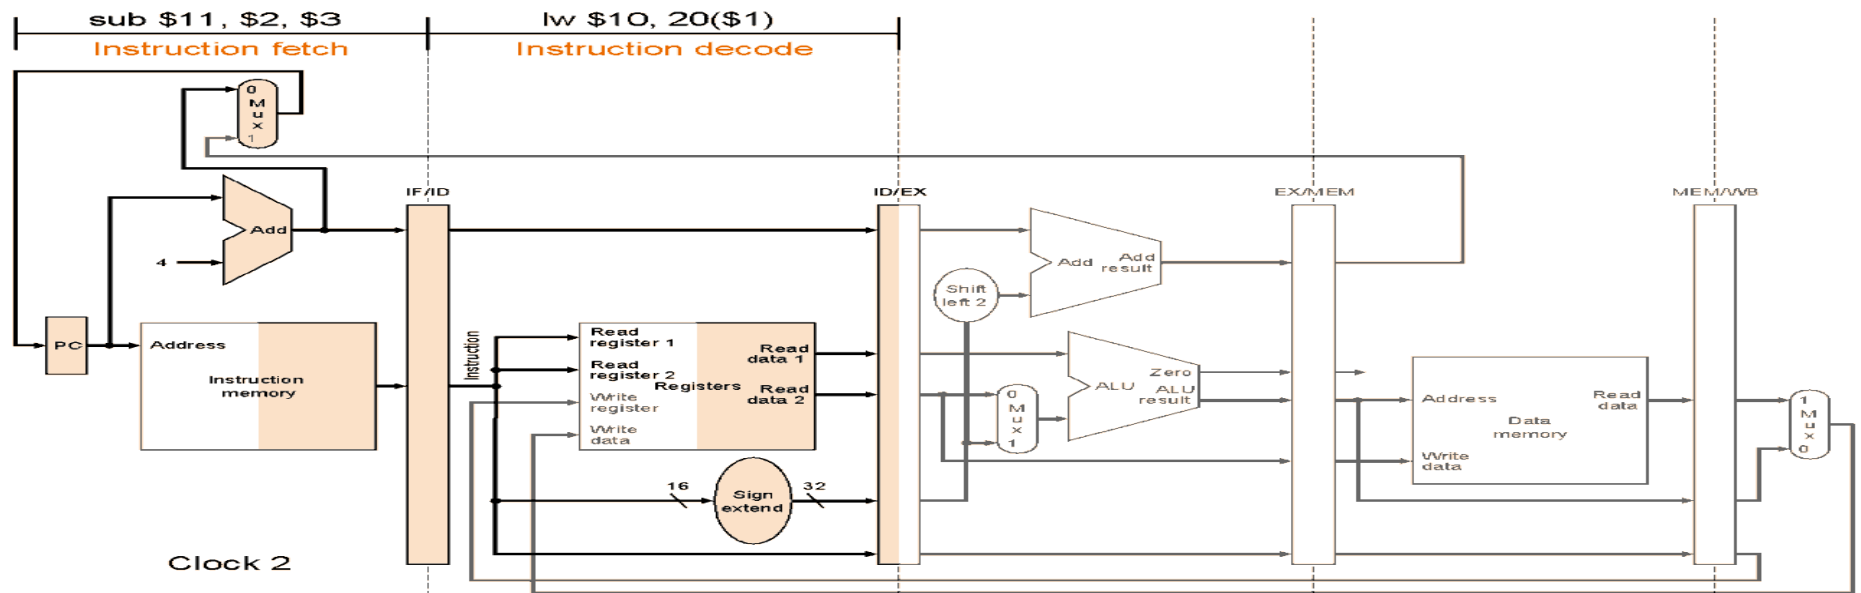 sub $11, $2, $3
lw $10, 20($1)
Instruction fetch
Instruction decode
0
M
u
x
1
IF/ID
ID/EX
EX/MEM
MEM/WB
Add
4
Add
Add
result
Shift
left 2
PC
Address
Instruction
memory
Instruction
Read
register 1
Read
register 2
Write
register
Write
data
Registers
Read
data 1
Read
data 2
0
M
u
x
1
Zero
ALU
ALU
result
Address
Write
data
Data
memory
Read
data
1
M
u
x
0
16
Sign
extend
32
Clock 2